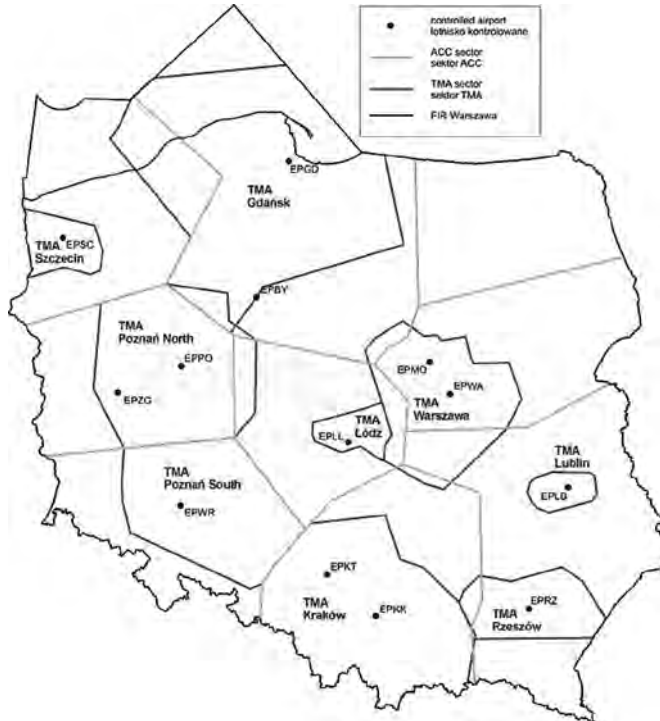 controlled airport
lotnisko kontrolowane
ACC sector
sektor ACC
TMA sector
sektor TMA
FIR Warszawa
EPGD
TMA
Gdańsk
TMA
EPSC
Szczecin
EPBY
TMA
Poznań North
EPPO
EPZG
EPMO
EPWA
TMA
Warszawa
TMA
Łódź
EPLL
TMA
Lublin
EPLB
TMA
Poznań South
EPWR
EPKT
TMA
Kraków
EPKK
EPRZ
TMA
Rzeszów